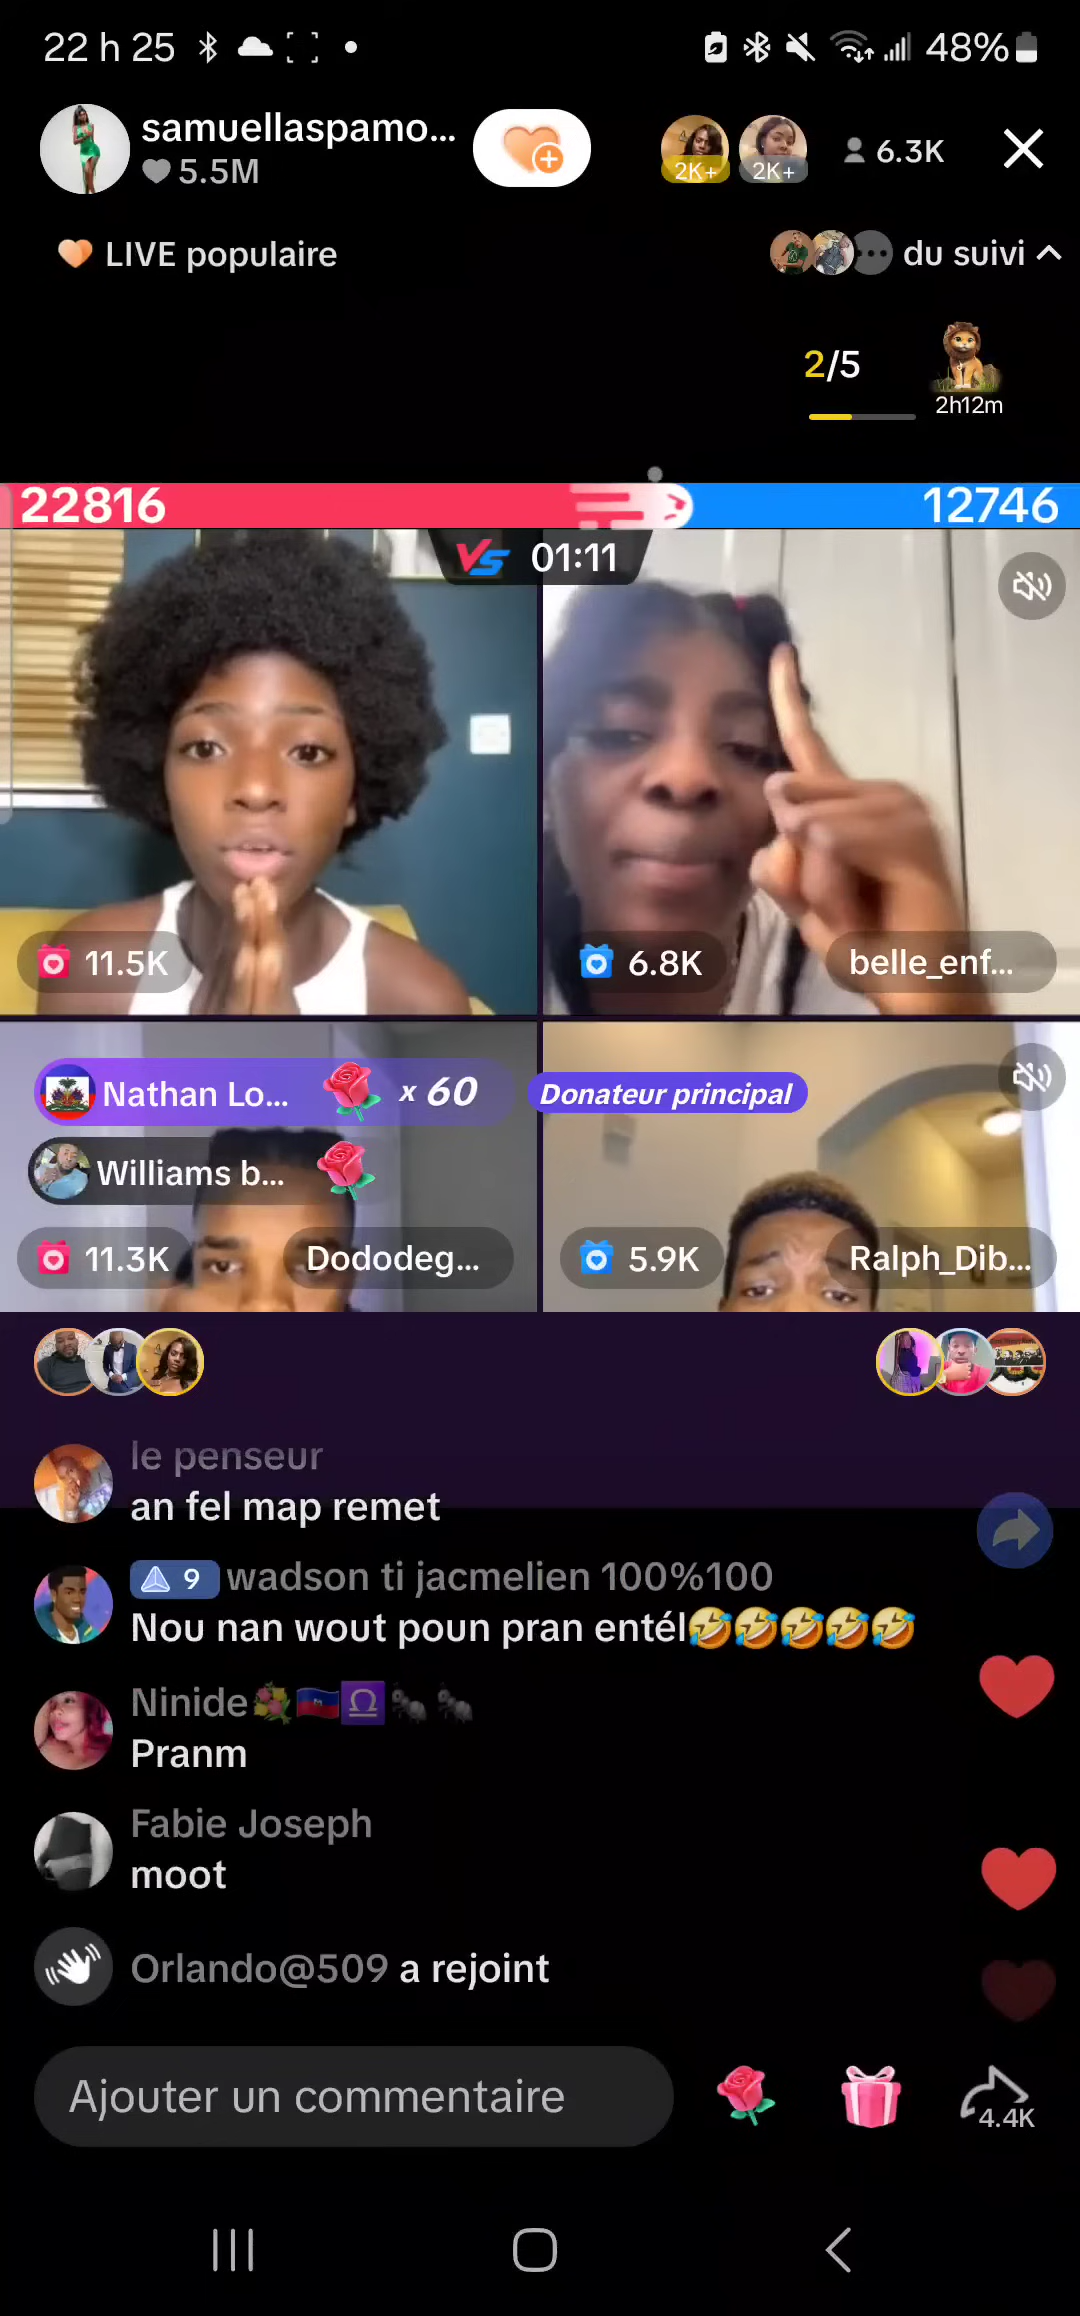 22 h 25
48%
samuellaspamo...
5.5M
2K+
2K+
6.3K
LIVE populaire
du suivi
2/5
2h12m
22816
12746
VS 01:11
11.5K
6.8K
belle_enf...
Nathan Lo...
x 60
Donateur principal
Williams b...
11.3K
Dododeg...
5.9K
Ralph_Dib...
le penseur
an fel map remet
9 wadson ti jacmelien 100%100
Nou nan wout poun pran entél🤣🤣🤣🤣🤣
Ninide💐🇭🇹♎🐜🐜
Pranm
Fabie Joseph
moot
Orlando@509 a rejoint
Ajouter un commentaire
4.4K